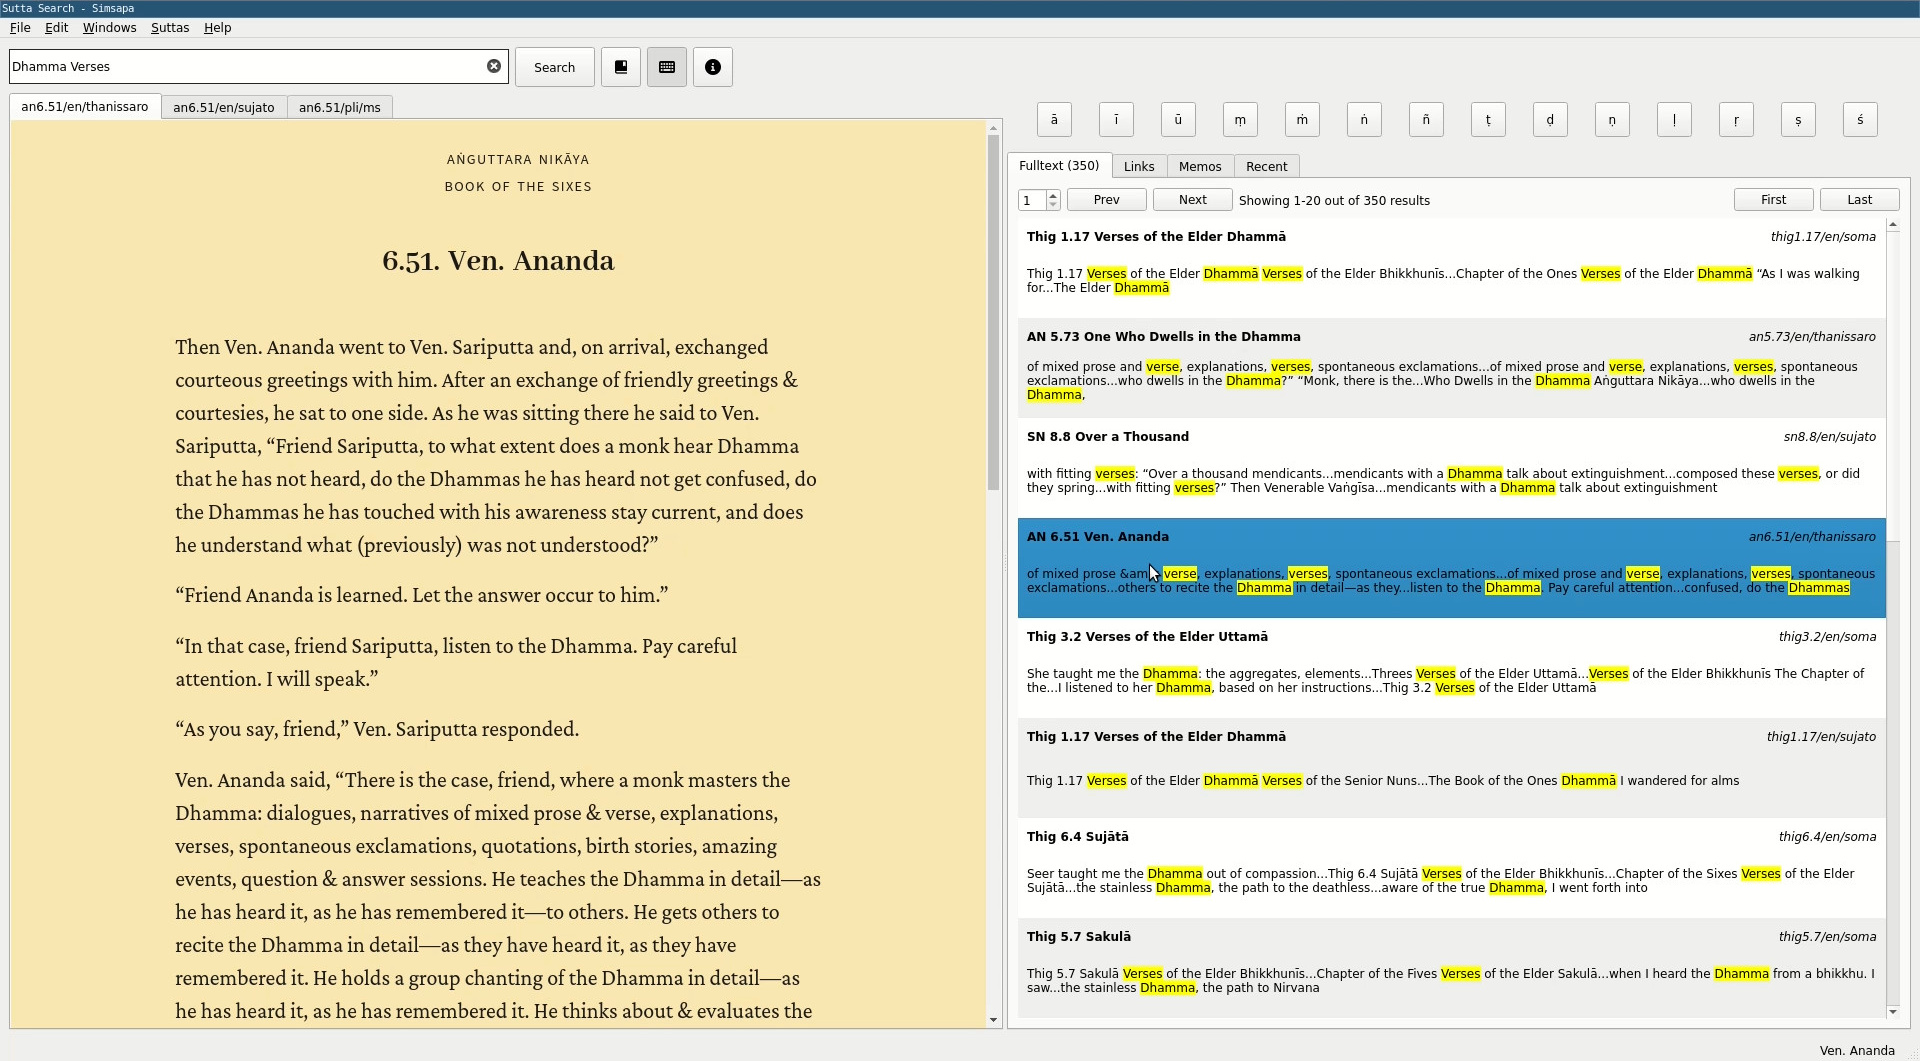 Sutta Search - Simsapa
File Edit Windows Suttas Help
Dhamma Verses
Search
an6.51/en/thanissaro an6.51/en/sujato an6.51/pli/ms
AṄGUTTARA NIKĀYA
BOOK OF THE SIXES
6.51. Ven. Ananda
Then Ven. Ananda went to Ven. Sariputta and, on arrival, exchanged
courteous greetings with him. After an exchange of friendly greetings &
courtesies, he sat to one side. As he was sitting there he said to Ven.
Sariputta, “Friend Sariputta, to what extent does a monk hear Dhamma
that he has not heard, do the Dhammas he has heard not get confused, do
the Dhammas he has touched with his awareness stay current, and does
he understand what (previously) was not understood?”
“Friend Ananda is learned. Let the answer occur to him.”
“In that case, friend Sariputta, listen to the Dhamma. Pay careful
attention. I will speak.”
“As you say, friend,” Ven. Sariputta responded.
Ven. Ananda said, “There is the case, friend, where a monk masters the
Dhamma: dialogues, narratives of mixed prose & verse, explanations,
verses, spontaneous exclamations, quotations, birth stories, amazing
events, question & answer sessions. He teaches the Dhamma in detail—as
he has heard it, as he has remembered it—to others. He gets others to
recite the Dhamma in detail—as they have heard it, as they have
remembered it. He holds a group chanting of the Dhamma in detail—as
he has heard it, as he has remembered it. He thinks about & evaluates the
ā ī ū ṃ ṁ ṅ ñ ṭ ḍ ṇ ḷ ṛ ṣ ś
Fulltext (350) Links Memos Recent
1 Prev Next Showing 1-20 out of 350 results First Last
Thig 1.17 Verses of the Elder Dhammā thig1.17/en/soma
Thig 1.17 Verses of the Elder Dhammā Verses of the Elder Bhikkhunīs...Chapter of the Ones Verses of the Elder Dhammā “As I was walking
for...The Elder Dhammā
AN 5.73 One Who Dwells in the Dhamma an5.73/en/thanissaro
of mixed prose and verse, explanations, verses, spontaneous exclamations...of mixed prose and verse, explanations, verses, spontaneous
exclamations...who dwells in the Dhamma?” “Monk, there is the...Who Dwells in the Dhamma Aṅguttara Nikāya...who dwells in the
Dhamma,
SN 8.8 Over a Thousand sn8.8/en/sujato
with fitting verses: “Over a thousand mendicants...mendicants with a Dhamma talk about extinguishment...composed these verses, or did
they spring...with fitting verses?” Then Venerable Vaṅgīsa...mendicants with a Dhamma talk about extinguishment
AN 6.51 Ven. Ananda an6.51/en/thanissaro
of mixed prose &am verse, explanations, verses, spontaneous exclamations...of mixed prose and verse, explanations, verses, spontaneous
exclamations...others to recite the Dhamma in detail—as they...listen to the Dhamma. Pay careful attention...confused, do the Dhammas
Thig 3.2 Verses of the Elder Uttamā thig3.2/en/soma
She taught me the Dhamma: the aggregates, elements...Threes Verses of the Elder Uttamā...Verses of the Elder Bhikkhunīs The Chapter of
the...I listened to her Dhamma, based on her instructions...Thig 3.2 Verses of the Elder Uttamā
Thig 1.17 Verses of the Elder Dhammā thig1.17/en/sujato
Thig 1.17 Verses of the Elder Dhammā Verses of the Senior Nuns...The Book of the Ones Dhammā I wandered for alms
Thig 6.4 Sujātā thig6.4/en/soma
Seer taught me the Dhamma out of compassion...Thig 6.4 Sujātā Verses of the Elder Bhikkhunīs...Chapter of the Sixes Verses of the Elder
Sujātā...the stainless Dhamma, the path to the deathless...aware of the true Dhamma, I went forth into
Thig 5.7 Sakulā thig5.7/en/soma
Thig 5.7 Sakulā Verses of the Elder Bhikkhunīs...Chapter of the Fives Verses of the Elder Sakulā...when I heard the Dhamma from a bhikkhu. I
saw...the stainless Dhamma, the path to Nirvana
Ven. Ananda